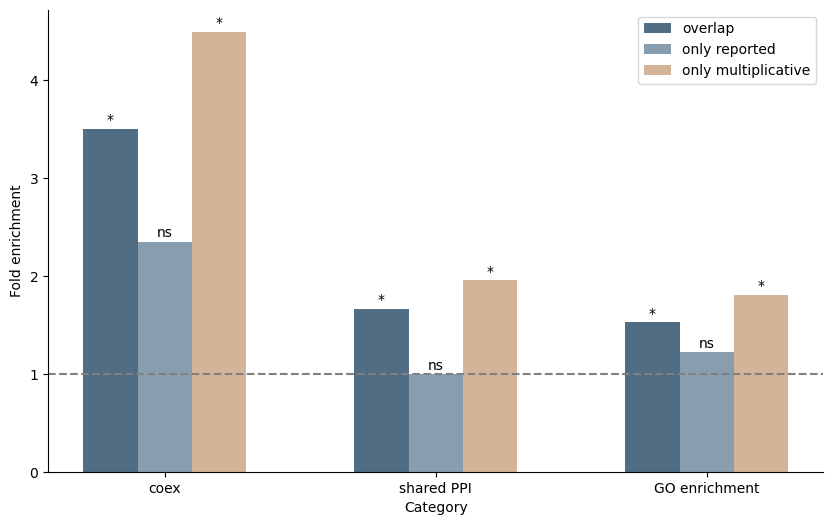 overlap
only reported
only multiplicative
Fold enrichment
4
3
2
1
0
*
ns
*
*
ns
*
*
ns
*
coex
shared PPI
GO enrichment
Category